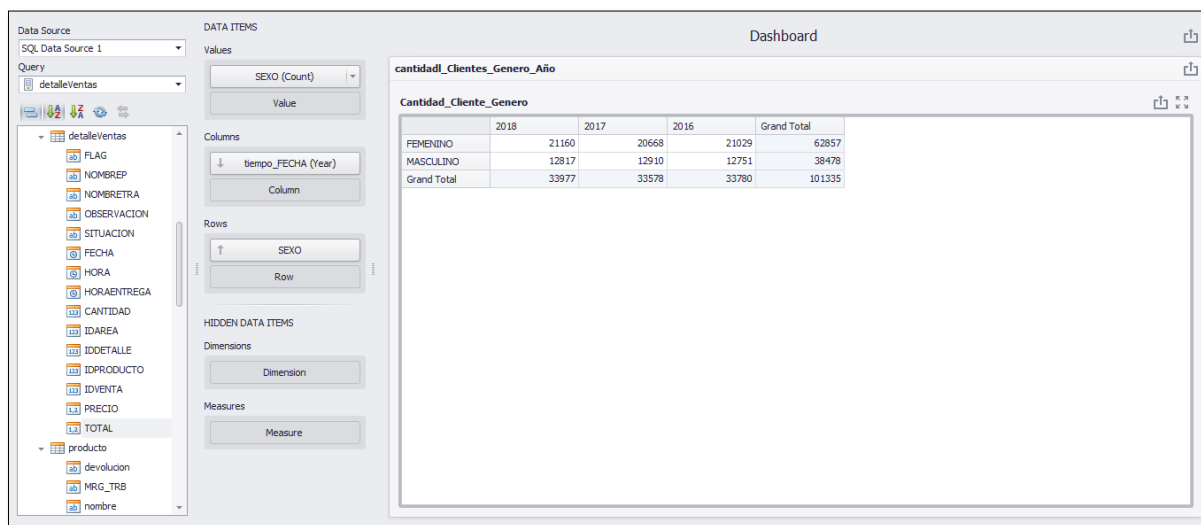 Data Source
SQL Data Source 1
Query
detalleVentas
detalleVentas
FLAG
NOMBREP
NOMBRETRA
OBSERVACION
SITUACION
FECHA
HORA
HORAENTREGA
CANTIDAD
IDAREA
IDDETALLE
IDPRODUCTO
IDVENTA
PRECIO
TOTAL
producto
devolucion
MRG_TRB
nombre
DATA ITEMS
Values
SEXO (Count)
Value
Columns
tiempo_FECHA (Year)
Column
Rows
SEXO
Row
HIDDEN DATA ITEMS
Dimensions
Dimension
Measures
Measure
Dashboard
cantidadl_Clientes_Genero_Año
Cantidad_Cliente_Genero
2018 2017 2016 Grand Total
FEMENINO 21160 20668 21029 62857
MASCULINO 12817 12910 12751 38478
Grand Total 33977 33578 33780 101335